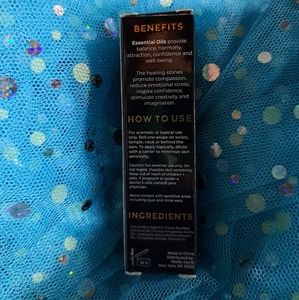 BENEFITS
Essential Oils provide
balance, harmony,
attraction, confidence and
well-being.
The healing stones
promote compassion,
reduce emotional stress,
inspire confidence,
stimulate creativity and
imagination.
HOW TO USE
For aromatic or topical use
only. Roll one swipe on wrists,
temple, neck or behind the
ears. To apply topically, dilute
with a carrier to minimize skin
sensitivity.
Caution: For external use only. Do
not ingest. Possible skin sensitivity.
Keep out of reach of children +
pets. If pregnant or under a
doctor's care, consult your
physician.
Avoid contact with sensitive areas
including eyes and inner ears.
INGREDIENTS
Made in China
Distributed by
New York, NY